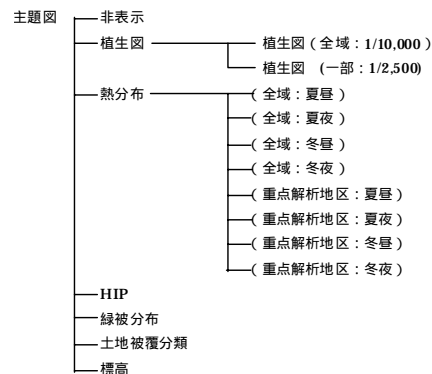 主題図 非表示
植生図 植生図（全域：1/10,000）
植生図 (一部：1/2,500)
熱分布 (全域：夏昼）
(全域：夏夜）
(全域：冬昼）
(全域：冬夜）
(重点解析地区：夏昼）
(重点解析地区：夏夜）
(重点解析地区：冬昼）
(重点解析地区：冬夜）
HIP
緑被分布
土地被覆分類
標高